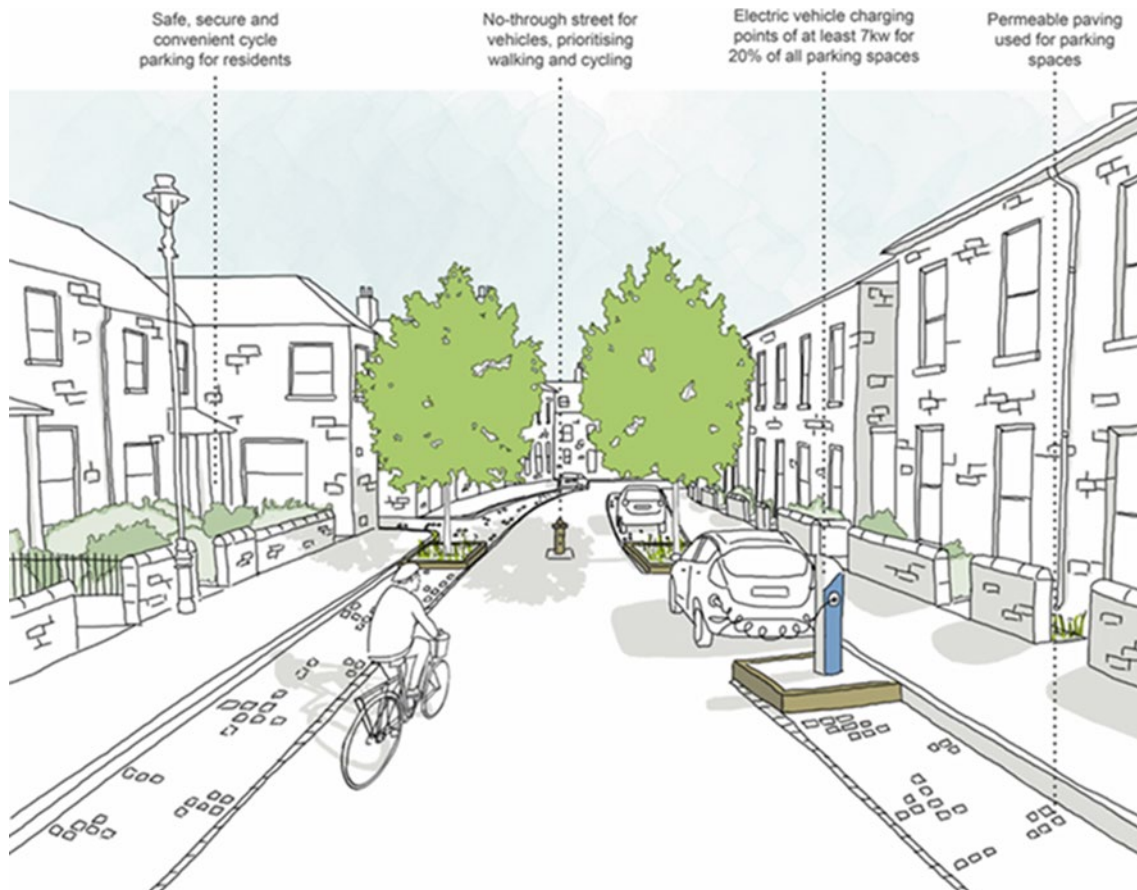 Safe, secure and
convenient cycle
parking for residents
No-through street for
vehicles, prioritising
walking and cycling
Electric vehicle charging
points of at least 7kw for
20% of all parking spaces
Permeable paving
used for parking
spaces